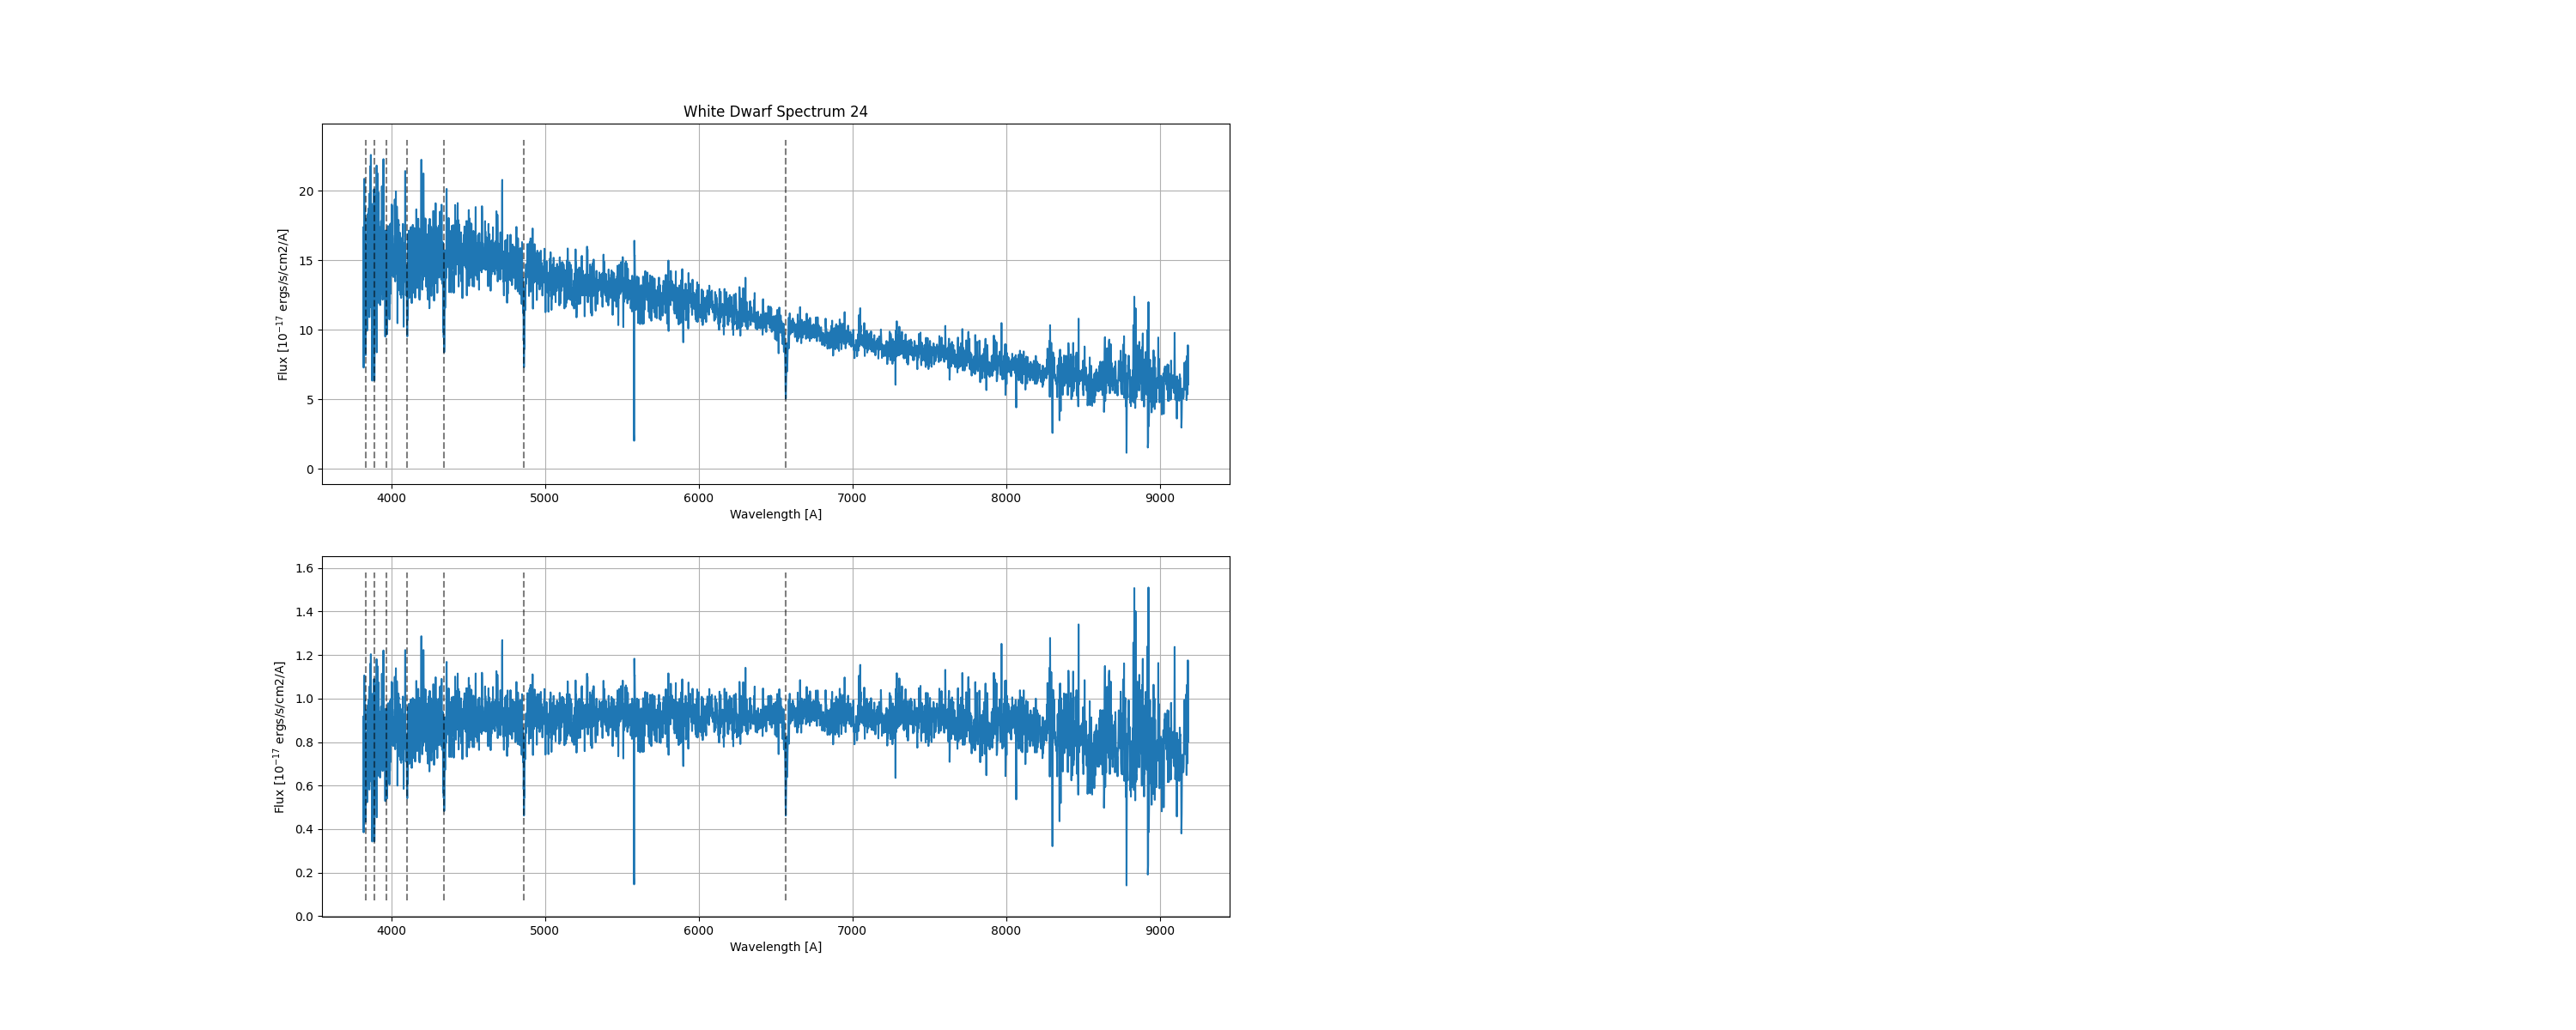 White Dwarf Spectrum 24
20
15
10
5
0
Flux [10⁻¹⁷ ergs/s/cm2/A]
4000 5000 6000 7000 8000 9000
Wavelength [A]
1.6
1.4
1.2
1.0
0.8
0.6
0.4
0.2
0.0
Flux [10⁻¹⁷ ergs/s/cm2/A]
4000 5000 6000 7000 8000 9000
Wavelength [A]